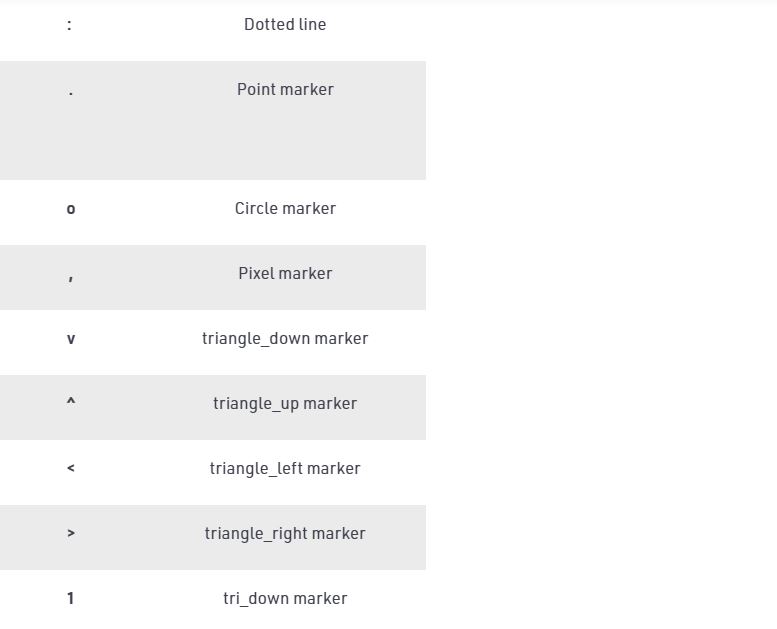 : Dotted line
. Point marker
o Circle marker
, Pixel marker
v triangle_down marker
^ triangle_up marker
< triangle_left marker
> triangle_right marker
1 tri_down marker